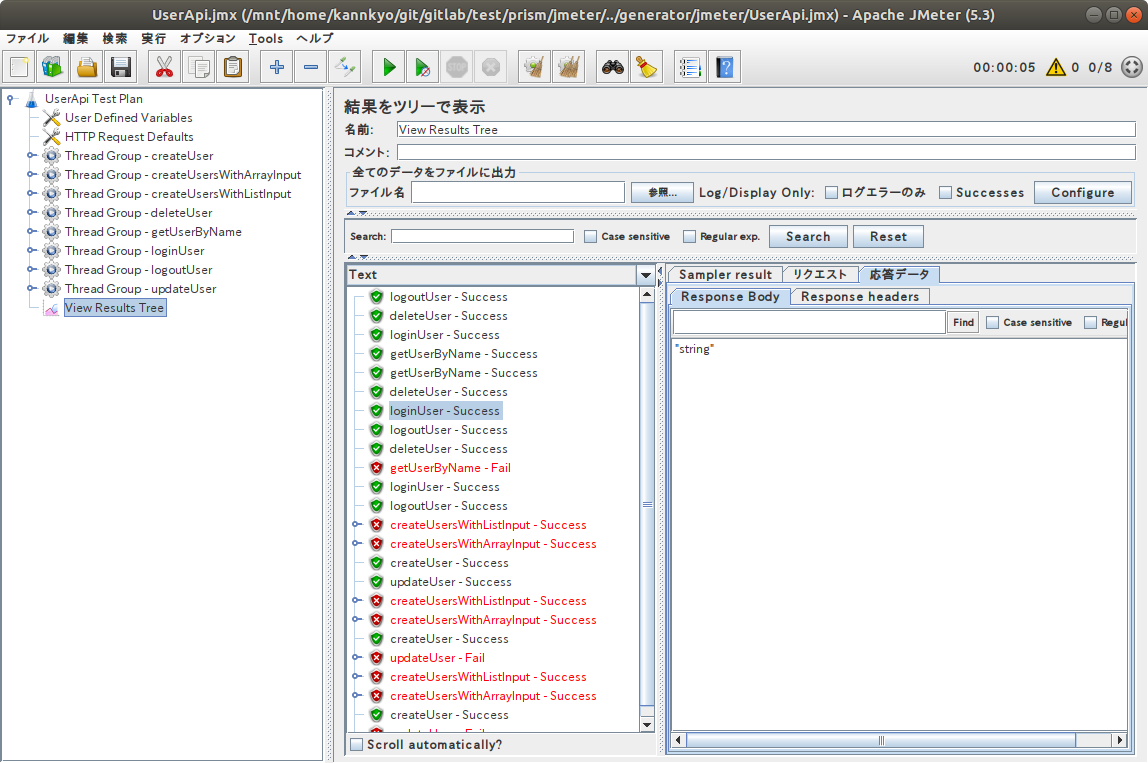 UserApi.jmx (/mnt/home/kannkyo/git/gitlab/test/prism/jmeter/../generator/jmeter/UserApi.jmx) - Apache JMeter (5.3)
ファイル 編集 検索 実行 オプション Tools ヘルプ
STOP
00:00:05 0 0/8
UserApi Test Plan
User Defined Variables
HTTP Request Defaults
Thread Group - createUser
Thread Group - createUsersWithArrayInput
Thread Group - createUsersWithListInput
Thread Group - deleteUser
Thread Group - getUserByName
Thread Group - loginUser
Thread Group - logoutUser
Thread Group - updateUser
View Results Tree
結果をツリーで表示
名前: View Results Tree
コメント:
全てのデータをファイルに出力
ファイル名 参照... Log/Display Only: ログエラーのみ Successes Configure
Search: Case sensitive Regular exp. Search Reset
Text
logoutUser - Success
deleteUser - Success
loginUser - Success
getUserByName - Success
getUserByName - Success
deleteUser - Success
loginUser - Success
logoutUser - Success
deleteUser - Success
getUserByName - Fail
loginUser - Success
logoutUser - Success
createUsersWithListInput - Success
createUsersWithArrayInput - Success
createUser - Success
updateUser - Success
createUsersWithListInput - Success
createUsersWithArrayInput - Success
createUser - Success
updateUser - Fail
createUsersWithListInput - Success
createUsersWithArrayInput - Success
createUser - Success
Scroll automatically?
Sampler result リクエスト 応答データ
Response Body Response headers
Find Case sensitive Regul
"string"